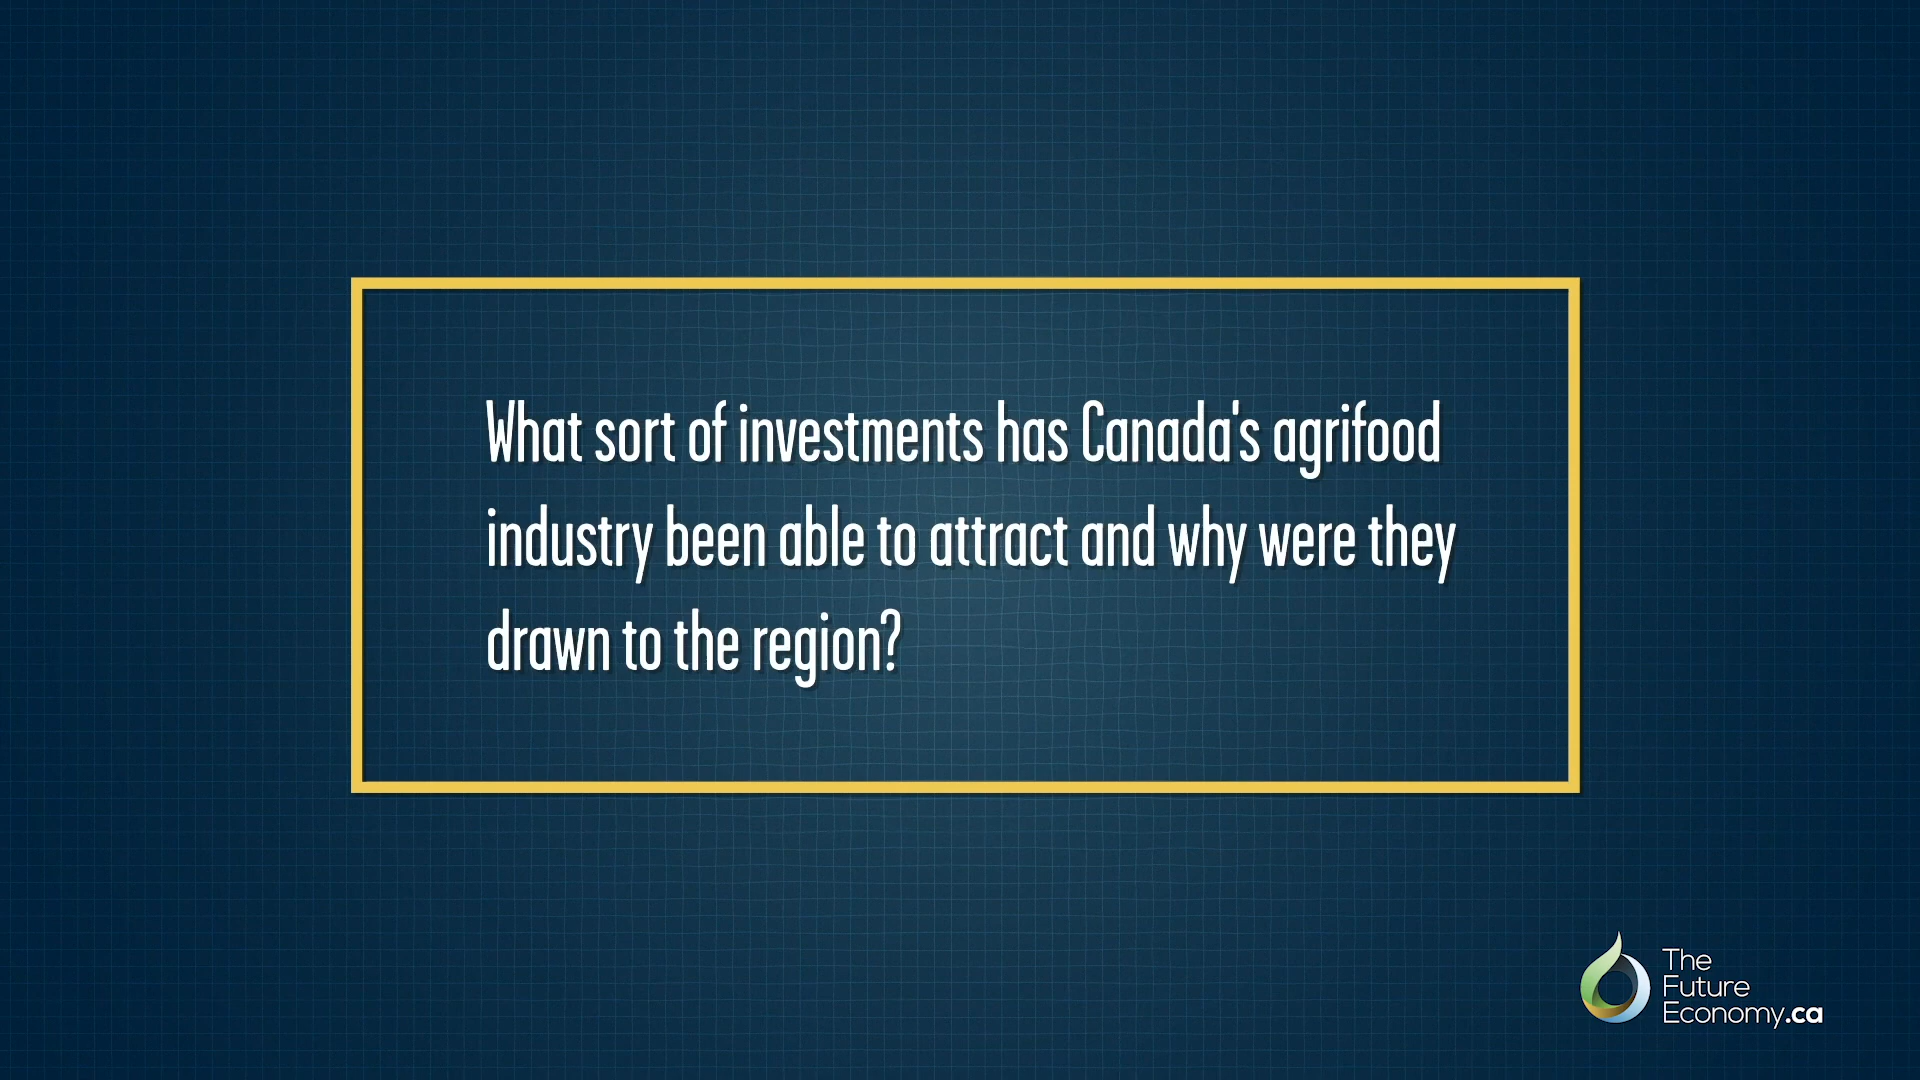 What sort of investments has Canada's agrifood
industry been able to attract and why were they
drawn to the region?
The
Future
Economy.ca